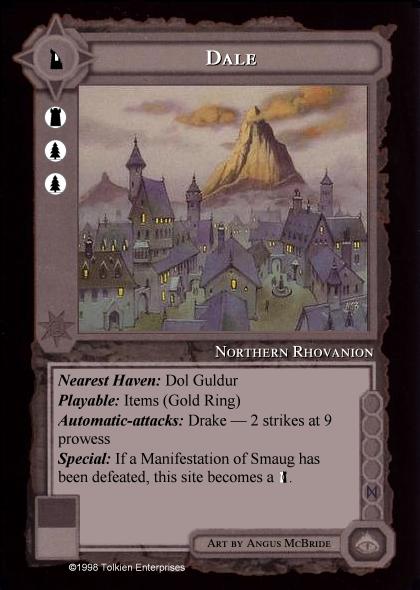 DALE
NORTHERN RHOVANION
Nearest Haven: Dol Guldur
Playable: Items (Gold Ring)
Automatic-attacks: Drake — 2 strikes at 9
prowess
Special: If a Manifestation of Smaug has
been defeated, this site becomes a .
ART BY ANGUS MCBRIDE
©1998 Tolkien Enterprises